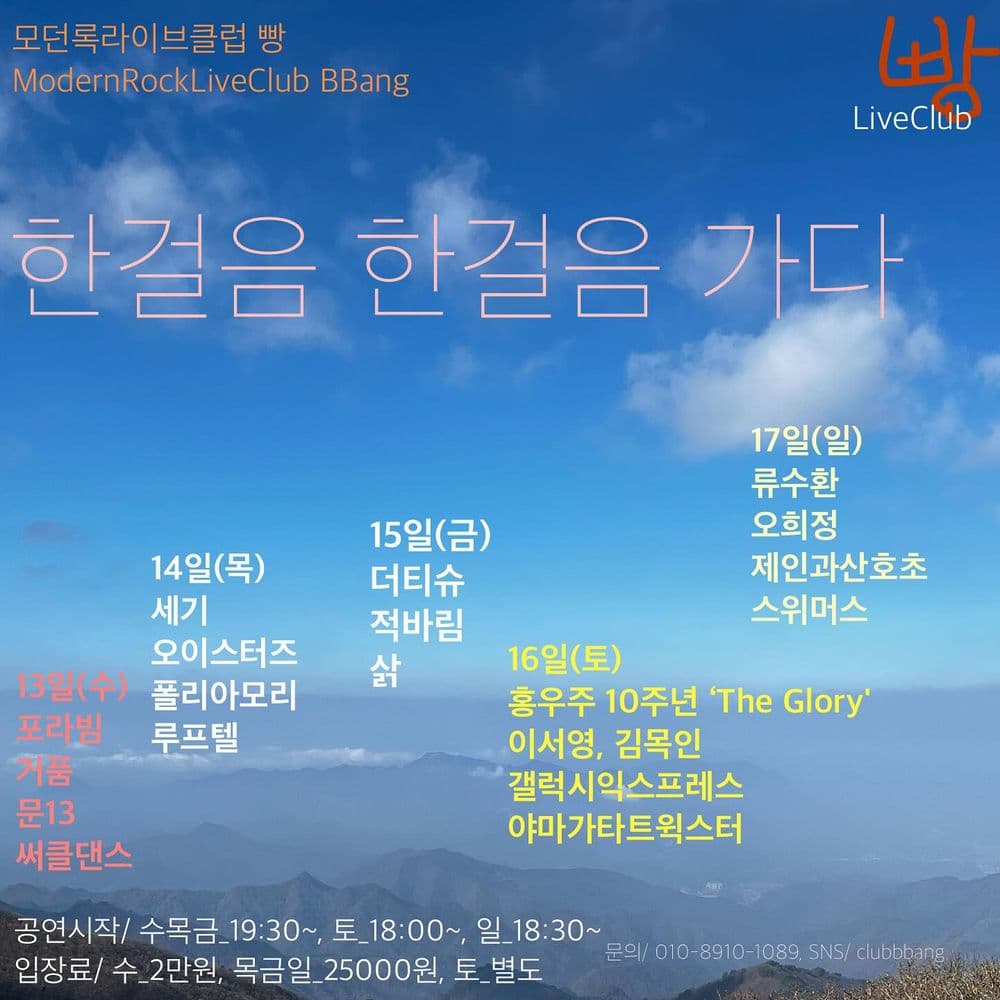 모던록라이브클럽 빵
ModernRockLiveClub BBang
빵
LiveClub
한걸음 한걸음 가다
13일(수)
포라빔
거품
문13
써클댄스
14일(목)
세기
오이스터즈
폴리아모리
루프텔
15일(금)
더티슈
적바림
삵
16일(토)
홍우주 10주년 ‘The Glory'
이서영, 김목인
갤럭시익스프레스
야마가타트윅스터
17일(일)
류수환
오희정
제인과산호초
스위머스
공연시작/ 수목금_19:30~, 토_18:00~, 일_18:30~
입장료/ 수_2만원, 목금일_25000원, 토_별도
문의/ 010-8910-1089, SNS/ clubbbang